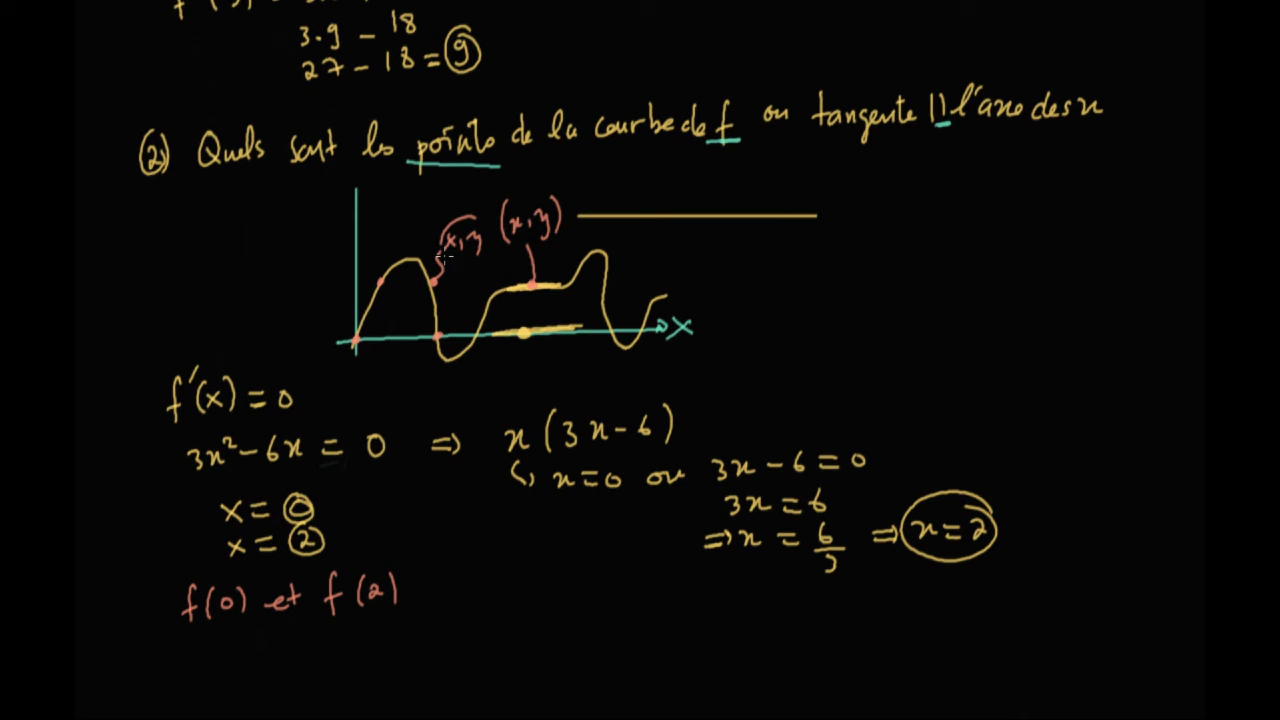 3.9 - 18
27 - 18 = 9
(2) Quels sont les points de la courbe de f ou tangente || l'axe des x
x,y (x,y)
X
f'(x) = 0
3x² - 6x = 0 => x(3x - 6)
x = 0 ou 3x - 6 = 0
x = 0 3x = 6
x = 2 => x = 6/3 => x = 2
f(0) et f(2)